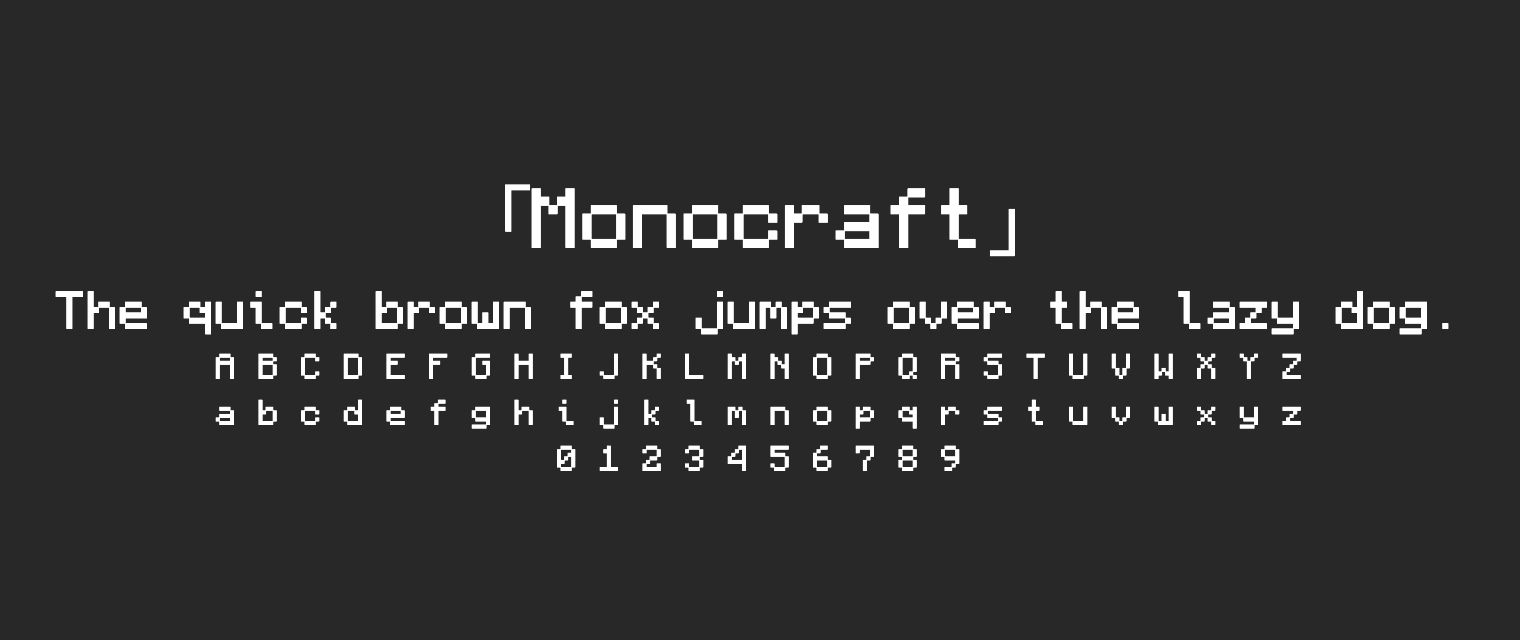 「Monocraft」
The quick brown fox jumps over the lazy dog.
A B C D E F G H I J K L M N O P Q R S T U V W X Y Z
a b c d e f g h i j k l m n o p q r s t u v w x y z
0 1 2 3 4 5 6 7 8 9